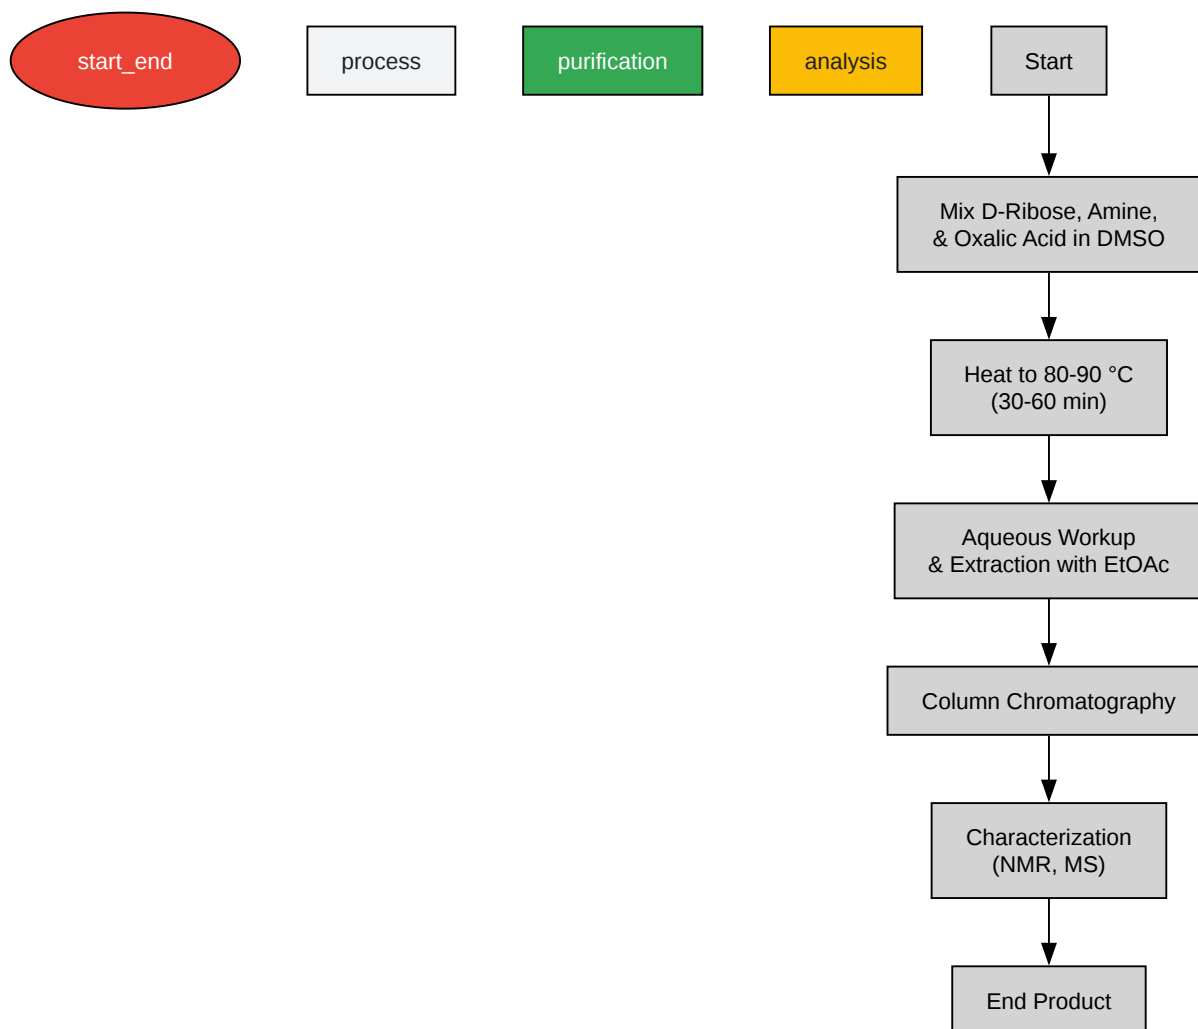 start_end
process
purification
analysis
Start
Mix D-Ribose, Amine,
& Oxalic Acid in DMSO
Heat to 80-90 °C
(30-60 min)
Aqueous Workup
& Extraction with EtOAc
Column Chromatography
Characterization
(NMR, MS)
End Product